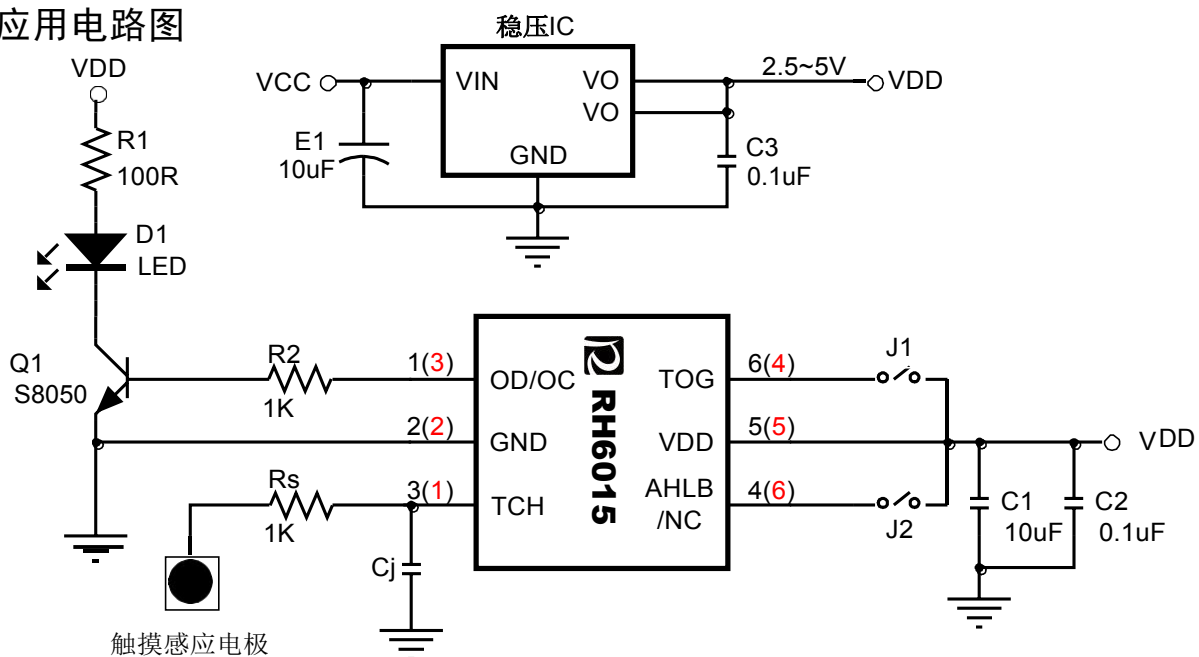 应用电路图
稳压IC
VDD
VCC
VIN
VO
VO
GND
2.5~5V
VDD
E1
10uF
C3
0.1uF
R1
100R
D1
LED
Q1
S8050
R2
1K
1(3)
2(2)
3(1)
Rs
1K
Cj
触摸感应电极
OD/OC
GND
TCH
RH6015
TOG
VDD
AHLB
/NC
6(4)
5(5)
4(6)
J1
J2
VDD
C1
10uF
C2
0.1uF